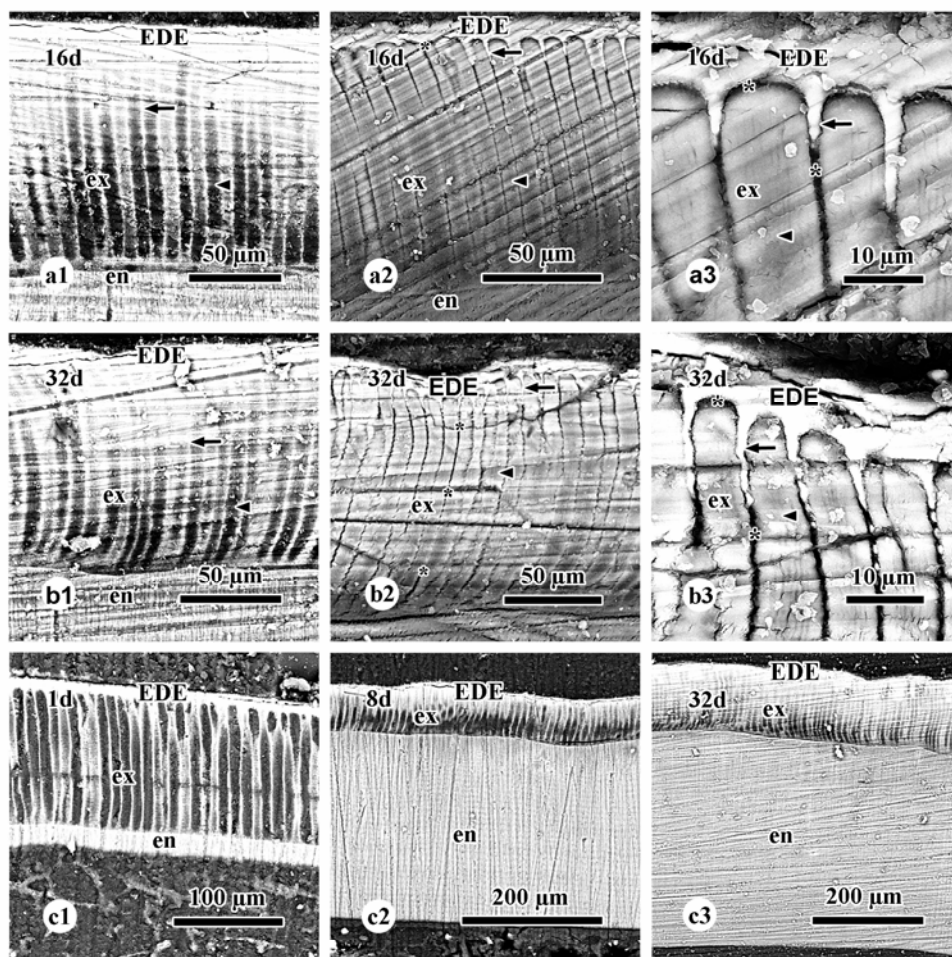 EDE
16d
ex
50 µm
a1
en
EDE
*
16d
ex
50 µm
a2
en
EDE
16d
*
*
ex
a3
10 µm
EDE
32d
ex
50 µm
b1
en
32d
EDE
*
*
ex
*
50 µm
b2
32d
*
EDE
ex
*
b3
10 µm
EDE
1d
ex
en
100 µm
c1
EDE
8d
ex
en
200 µm
c2
EDE
32d
ex
en
200 µm
c3